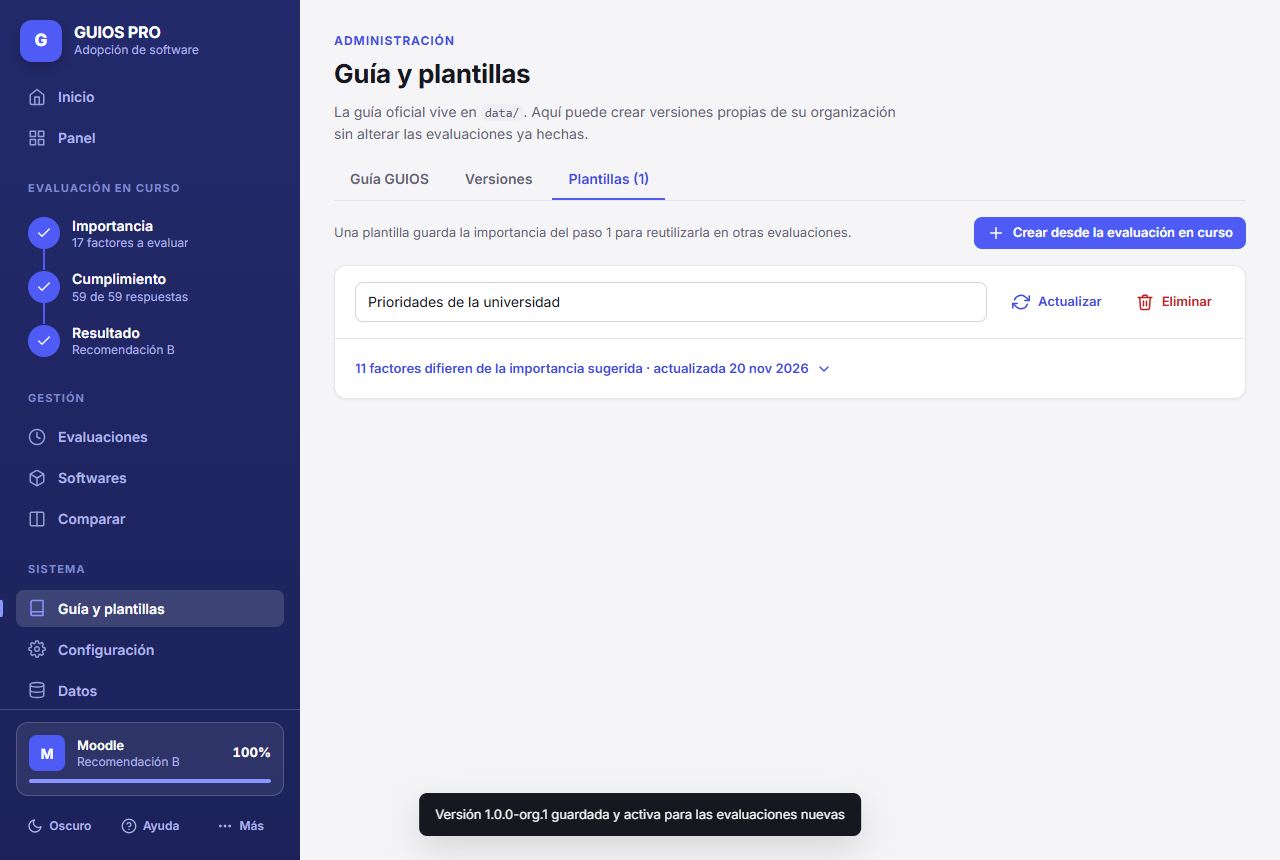 G
GUIOS PRO
Adopción de software
Inicio
Panel
EVALUACIÓN EN CURSO
Importancia
17 factores a evaluar
Cumplimiento
59 de 59 respuestas
Resultado
Recomendación B
GESTIÓN
Evaluaciones
Softwares
Comparar
SISTEMA
Guía y plantillas
Configuración
Datos
M
Moodle
Recomendación B
100%
Oscuro
Ayuda
Más
ADMINISTRACIÓN
Guía y plantillas
La guía oficial vive en data/. Aquí puede crear versiones propias de su organización
sin alterar las evaluaciones ya hechas.
Guía GUIOS
Versiones
Plantillas (1)
Una plantilla guarda la importancia del paso 1 para reutilizarla en otras evaluaciones.
Crear desde la evaluación en curso
Prioridades de la universidad
Actualizar
Eliminar
11 factores difieren de la importancia sugerida · actualizada 20 nov 2026
Versión 1.0.0-org.1 guardada y activa para las evaluaciones nuevas